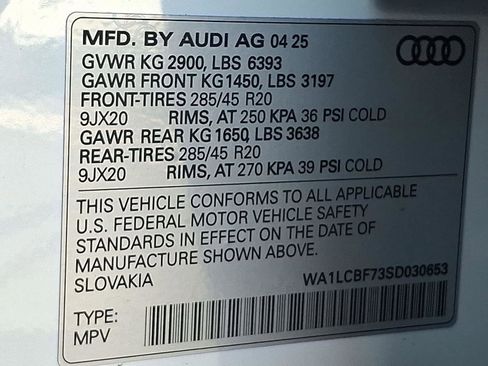 MFD. BY AUDI AG 04 25
GVWR KG 2900, LBS 6393
GAWR FRONT KG 1450, LBS 3197
FRONT-TIRES 285/45 R20
9JX20 RIMS, AT 250 KPA 36 PSI COLD
GAWR REAR KG 1650, LBS 3638
REAR-TIRES 285/45 R20
9JX20 RIMS, AT 270 KPA 39 PSI COLD
THIS VEHICLE CONFORMS TO ALL APPLICABLE
U.S. FEDERAL MOTOR VEHICLE SAFETY
STANDARDS IN EFFECT ON THE DATE OF
MANUFACTURE SHOWN ABOVE.
SLOVAKIA WA1LCBF73SD030653
TYPE:
MPV